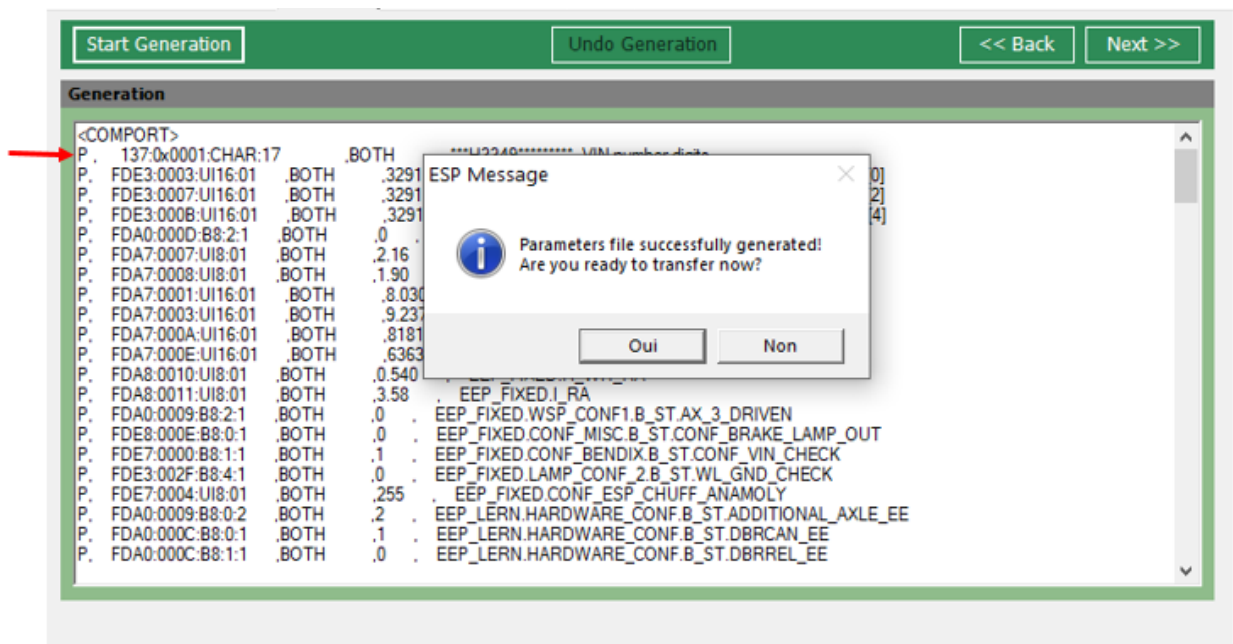 Start Generation
Undo Generation
<< Back
Next >>
Generation
<COMPORT>
P, 137:0x0001:CHAR:17 ,BOTH
P, FDE3:0003:UI16:01 ,BOTH ,3291 0]
P, FDE3:0007:UI16:01 ,BOTH ,3291 2]
P, FDE3:000B:UI16:01 ,BOTH ,3291 [4]
P, FDA0:000D:B8:2:1 ,BOTH ,0 ,
P, FDA7:0007:UI8:01 ,BOTH ,2.16
P, FDA7:0008:UI8:01 ,BOTH ,1.90
P, FDA7:0001:UI16:01 ,BOTH ,8.030
P, FDA7:0003:UI16:01 ,BOTH ,9.237
P, FDA7:000A:UI16:01 ,BOTH ,8181
P, FDA7:000E:UI16:01 ,BOTH ,6363
P, FDA8:0010:UI8:01 ,BOTH ,0.540 ,
P, FDA8:0011:UI8:01 ,BOTH ,3.58 , EEP_FIXED.I_RA
P, FDA0:0009:B8:2:1 ,BOTH ,0 , EEP_FIXED.WSP_CONF1.B_ST.AX_3_DRIVEN
P, FDE8:000E:B8:0:1 ,BOTH ,0 , EEP_FIXED.CONF_MISC.B_ST.CONF_BRAKE_LAMP_OUT
P, FDE7:0000:B8:1:1 ,BOTH ,1 , EEP_FIXED.CONF_BENDIX.B_ST.CONF_VIN_CHECK
P, FDE3:002F:B8:4:1 ,BOTH ,0 , EEP_FIXED.LAMP_CONF_2.B_ST.WL_GND_CHECK
P, FDE7:0004:UI8:01 ,BOTH ,255 , EEP_FIXED.CONF_ESP_CHUFF_ANAMOLY
P, FDA0:0009:B8:0:2 ,BOTH ,2 , EEP_LERN.HARDWARE_CONF.B_ST.ADDITIONAL_AXLE_EE
P, FDA0:000C:B8:0:1 ,BOTH ,1 , EEP_LERN.HARDWARE_CONF.B_ST.DBRCAN_EE
P, FDA0:000C:B8:1:1 ,BOTH ,0 , EEP_LERN.HARDWARE_CONF.B_ST.DBRREL_EE
ESP Message
Parameters file successfully generated!
Are you ready to transfer now?
Oui
Non